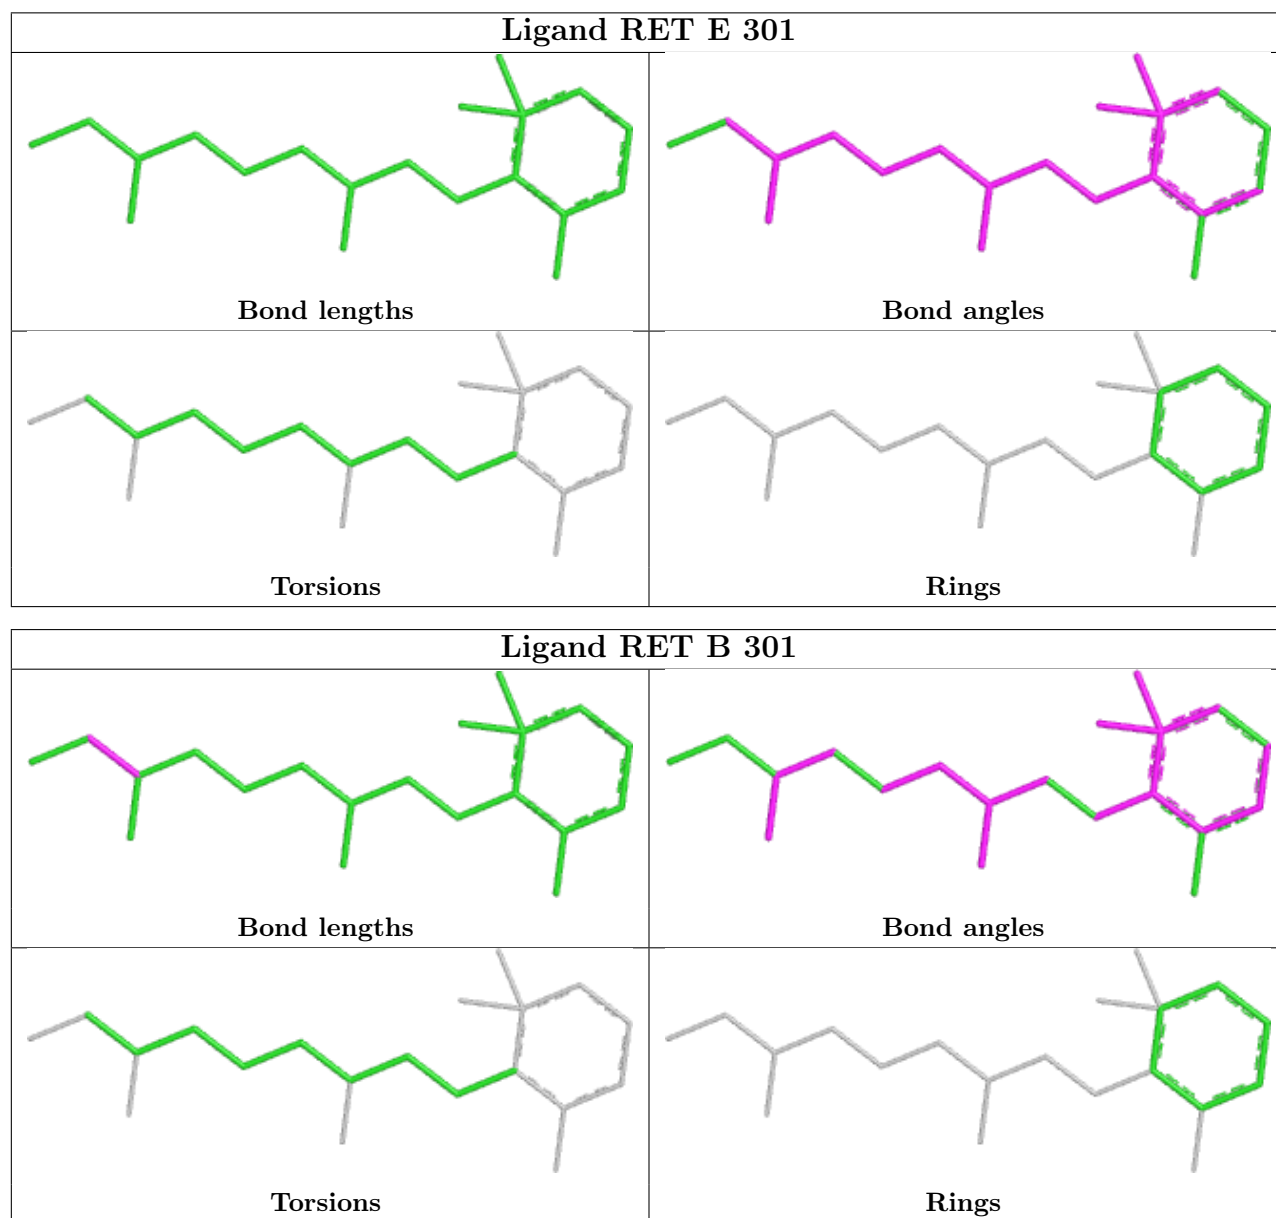 Ligand RET E 301
Bond lengths
Bond angles
Torsions
Rings
Ligand RET B 301
Bond lengths
Bond angles
Torsions
Rings